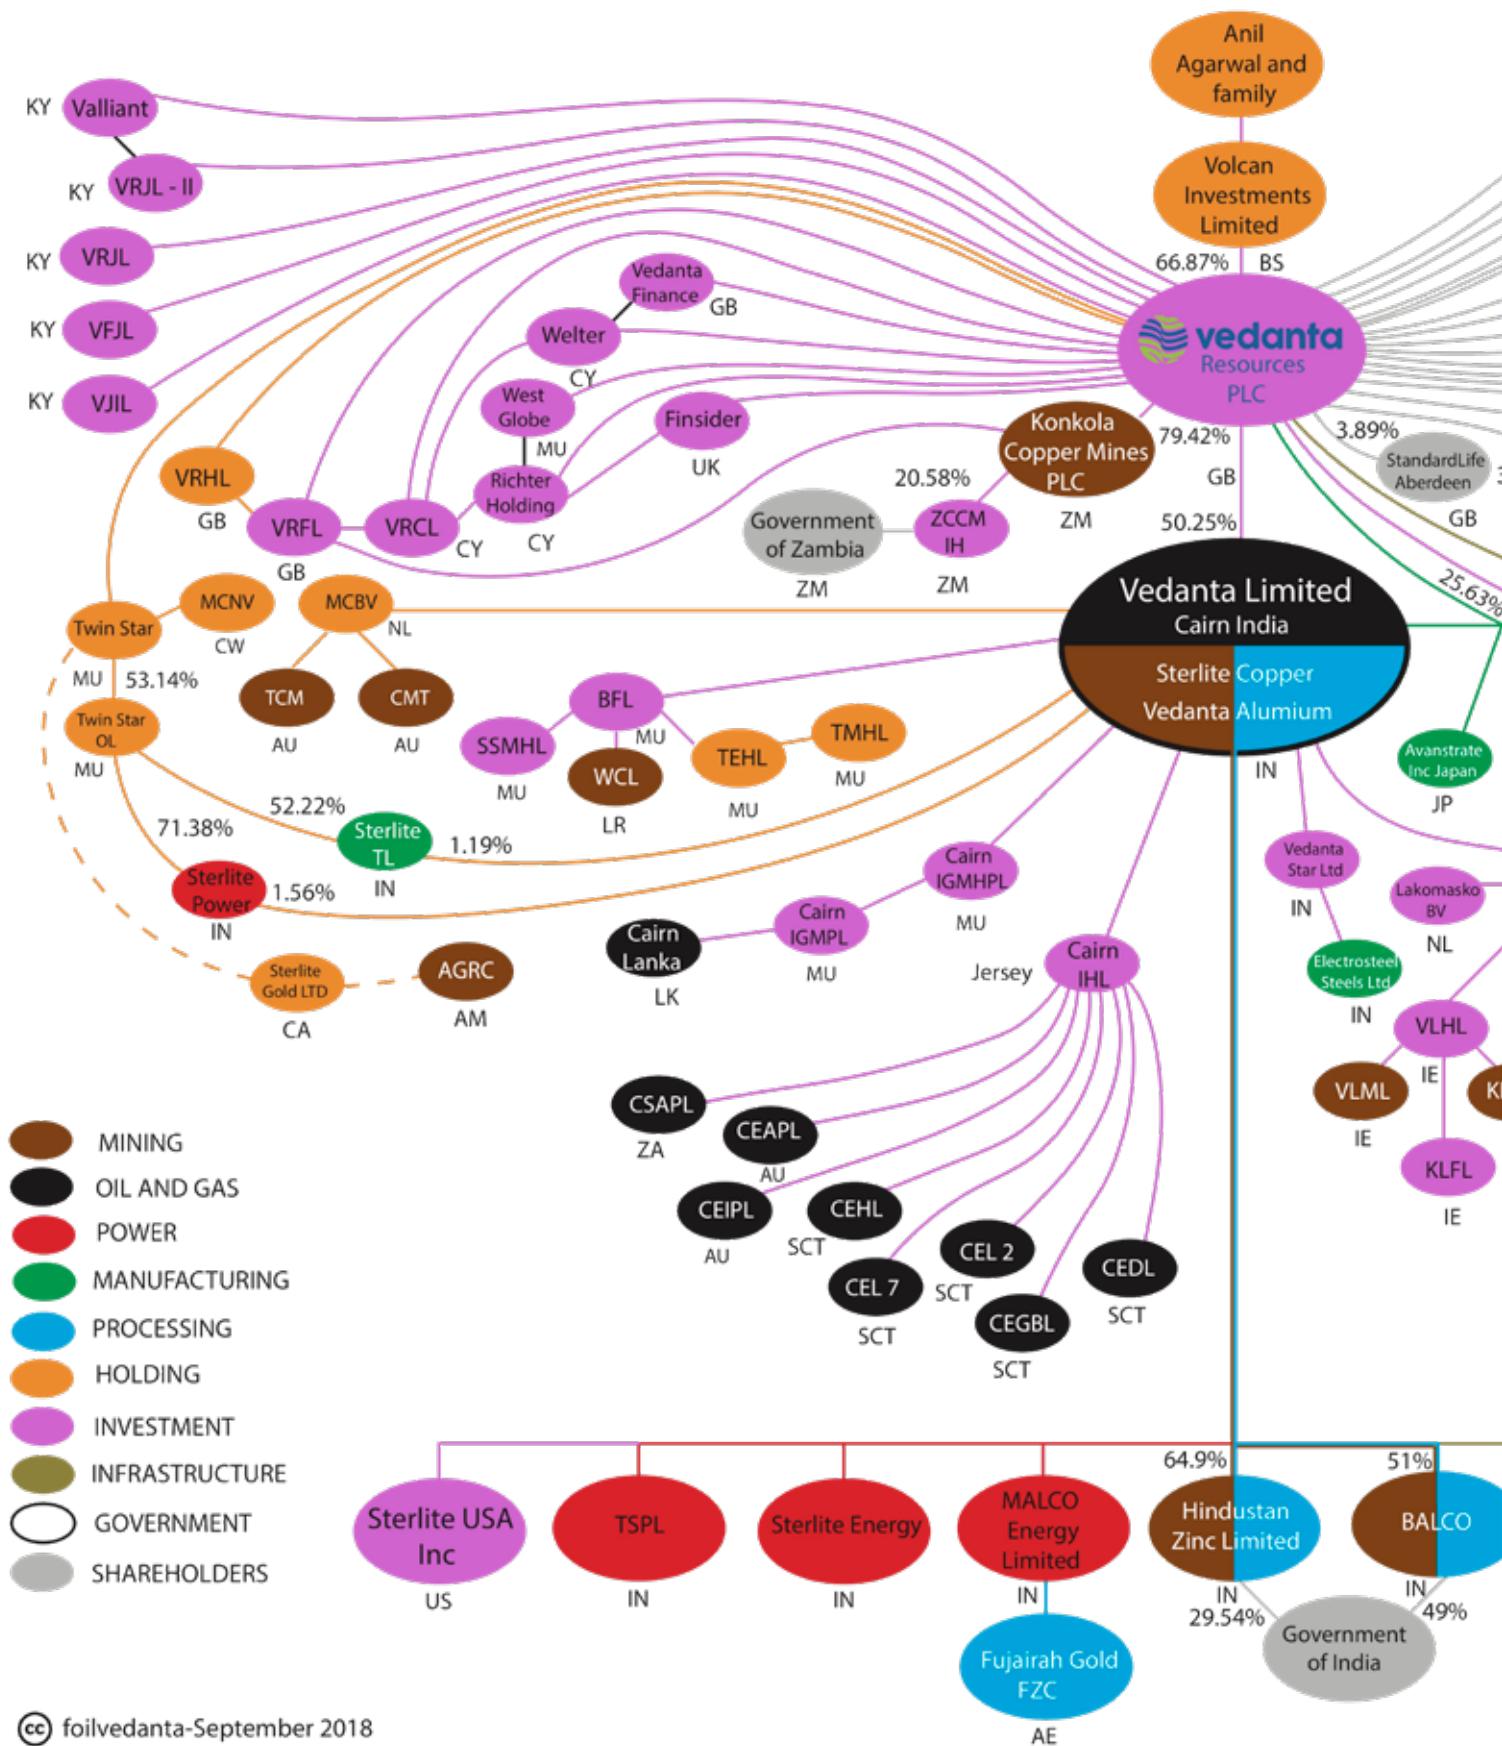 Anil
Agarwal and
family
KY
Valliant
KY
VRJL - II
Volcan
Investments
Limited
66.87%
BS
KY
VRJL
KY
VFJL
KY
VJIL
Vedanta
Finance
GB
Welter
CY
West
Globe
MU
Finsider
UK
Richter
Holding
CY
vedanta
Resources
PLC
79.42%
GB
50.25%
3.89%
StandardLife
Aberdeen
GB
Konkola
Copper Mines
PLC
ZM
20.58%
ZCCM
IH
ZM
Government
of Zambia
ZM
VRHL
GB
VRFL
GB
VRCL
CY
25.63%
Vedanta Limited
Cairn India
Sterlite Copper
Vedanta Alumium
IN
Twin Star
MU
MCNV
CW
MCBV
NL
53.14%
TCM
AU
CMT
AU
Twin Star
OL
MU
BFL
MU
SSMHL
MU
WCL
LR
TEHL
MU
TMHL
MU
Avanstrate
Inc Japan
JP
52.22%
71.38%
Sterlite
TL
IN
1.19%
Sterlite
Power
IN
1.56%
Cairn
IGMHPL
MU
Cairn
IGMPL
MU
Cairn
Lanka
LK
Vedanta
Star Ltd
IN
Lakomasko
BV
NL
Sterlite
Gold LTD
CA
AGRC
AM
Jersey
Cairn
IHL
Electrosteel
Steels Ltd
IN
VLHL
IE
VLML
IE
KLFL
IE
CSAPL
ZA
CEAPL
AU
CEIPL
AU
CEHL
SCT
CEL 7
SCT
CEL 2
SCT
CEGBL
SCT
CEDL
SCT
MINING
OIL AND GAS
POWER
MANUFACTURING
PROCESSING
HOLDING
INVESTMENT
INFRASTRUCTURE
GOVERNMENT
SHAREHOLDERS
Sterlite USA
Inc
US
TSPL
IN
Sterlite Energy
IN
MALCO
Energy
Limited
IN
64.9%
Hindustan
Zinc Limited
IN
29.54%
51%
BALCO
IN
49%
Government
of India
Fujairah Gold
FZC
AE
cc foilvedanta-September 2018